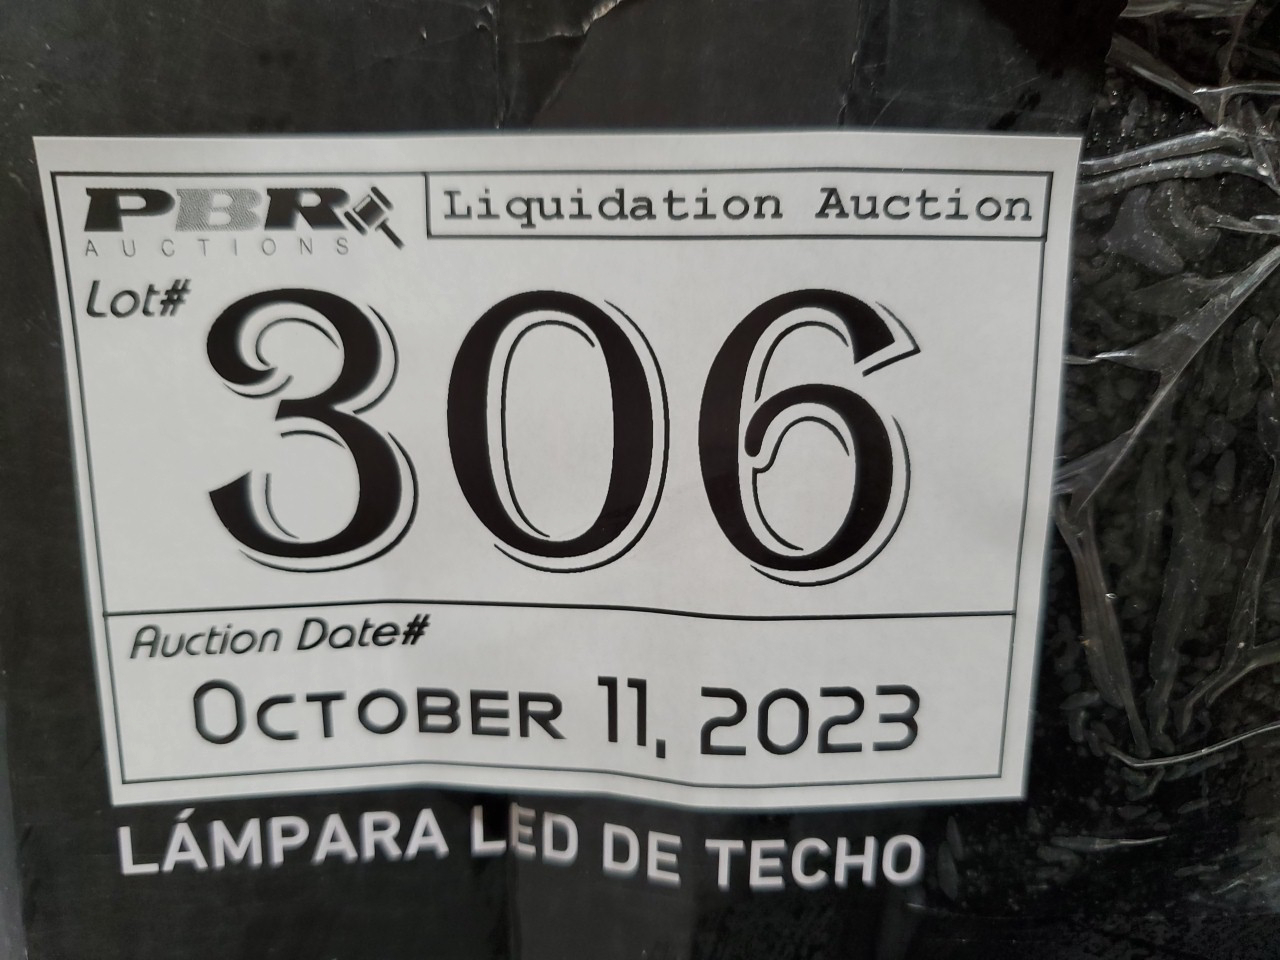 PBR
AUCTIONS
Liquidation Auction
Lot#
306
Auction Date#
October 11, 2023
LÁMPARA LED DE TECHO